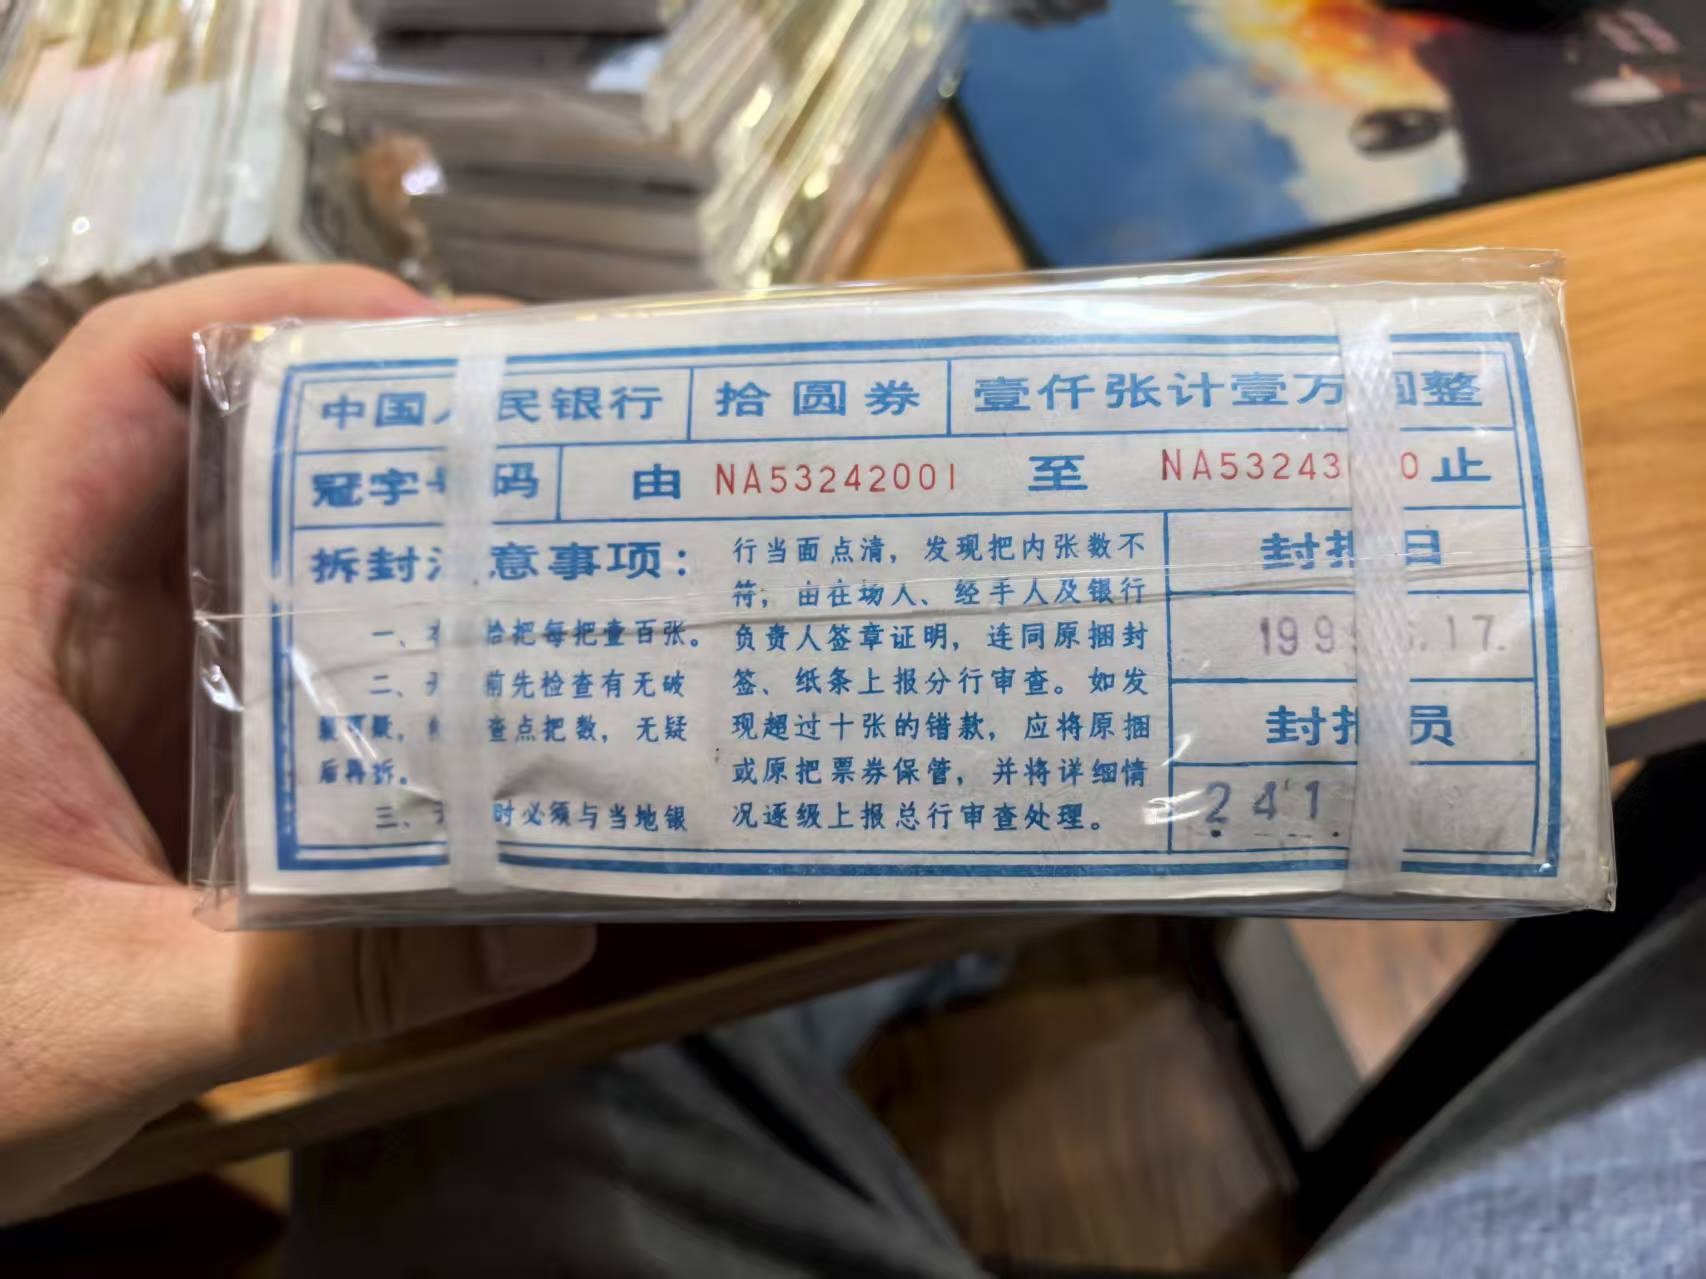 中国人民银行 拾圆券 壹仟张计壹万 圆整
冠字 码 由 NA53242001 至 NA53243 0 止
拆封 意事项：
一、 拾把每把壹百张。
二、 前先检查有无破
可疑， 查点把数，无疑
后再拆。
三、 时必须与当地银
行当面点清，发现把内张数不
符，由在场人、经手人及银行
负责人签章证明，连同原捆封
签、纸条上报分行审查。如发
现超过十张的错款，应将原捆
或原把票券保管，并将详细情
况逐级上报总行审查处理。
封 日
199 .17.
封 员
241